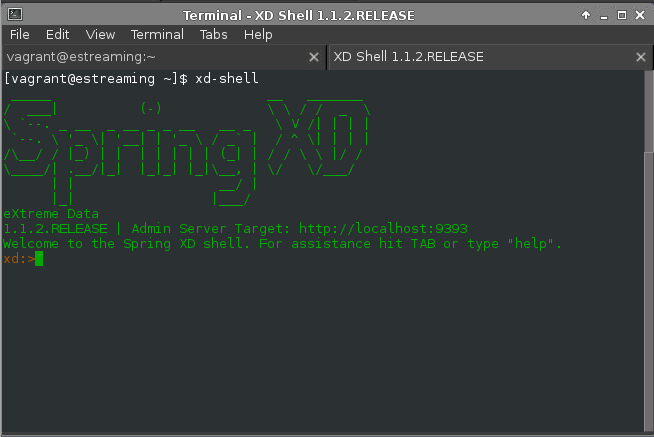 Terminal - XD Shell 1.1.2.RELEASE
File Edit View Terminal Tabs Help
vagrant@estreaming:~ XD Shell 1.1.2.RELEASE
[vagrant@estreaming ~]$ xd-shell
Spring XD
eXtreme Data
1.1.2.RELEASE | Admin Server Target: http://localhost:9393
Welcome to the Spring XD shell. For assistance hit TAB or type "help".
xd:>